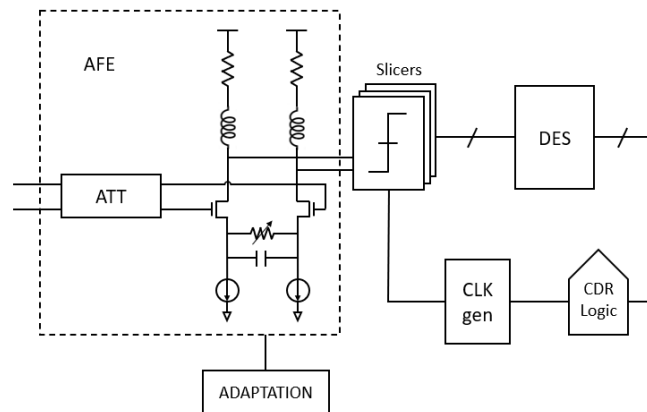 AFE
Slicers
ATT
DES
CLK
gen
CDR
Logic
ADAPTATION